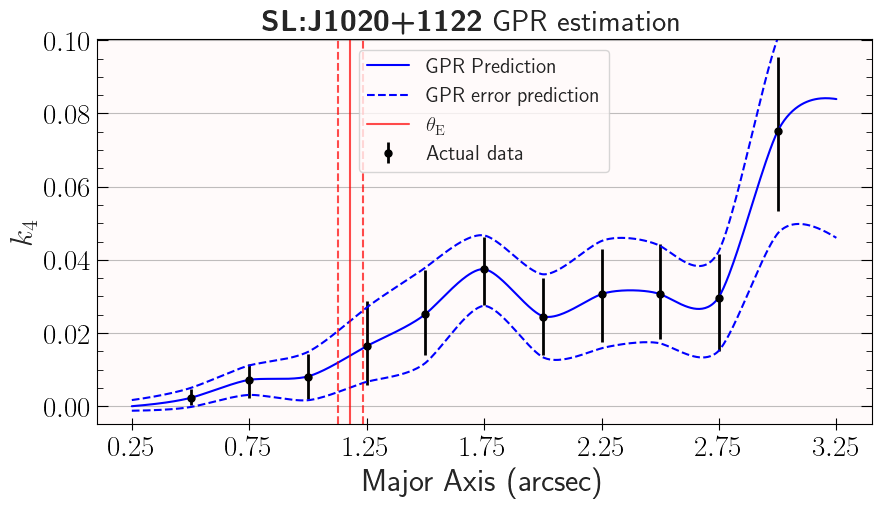 SL:J1020+1122 GPR estimation
0.10
0.08
0.06
0.04
0.02
0.00
k4
GPR Prediction
GPR error prediction
θE
Actual data
0.25 0.75 1.25 1.75 2.25 2.75 3.25
Major Axis (arcsec)